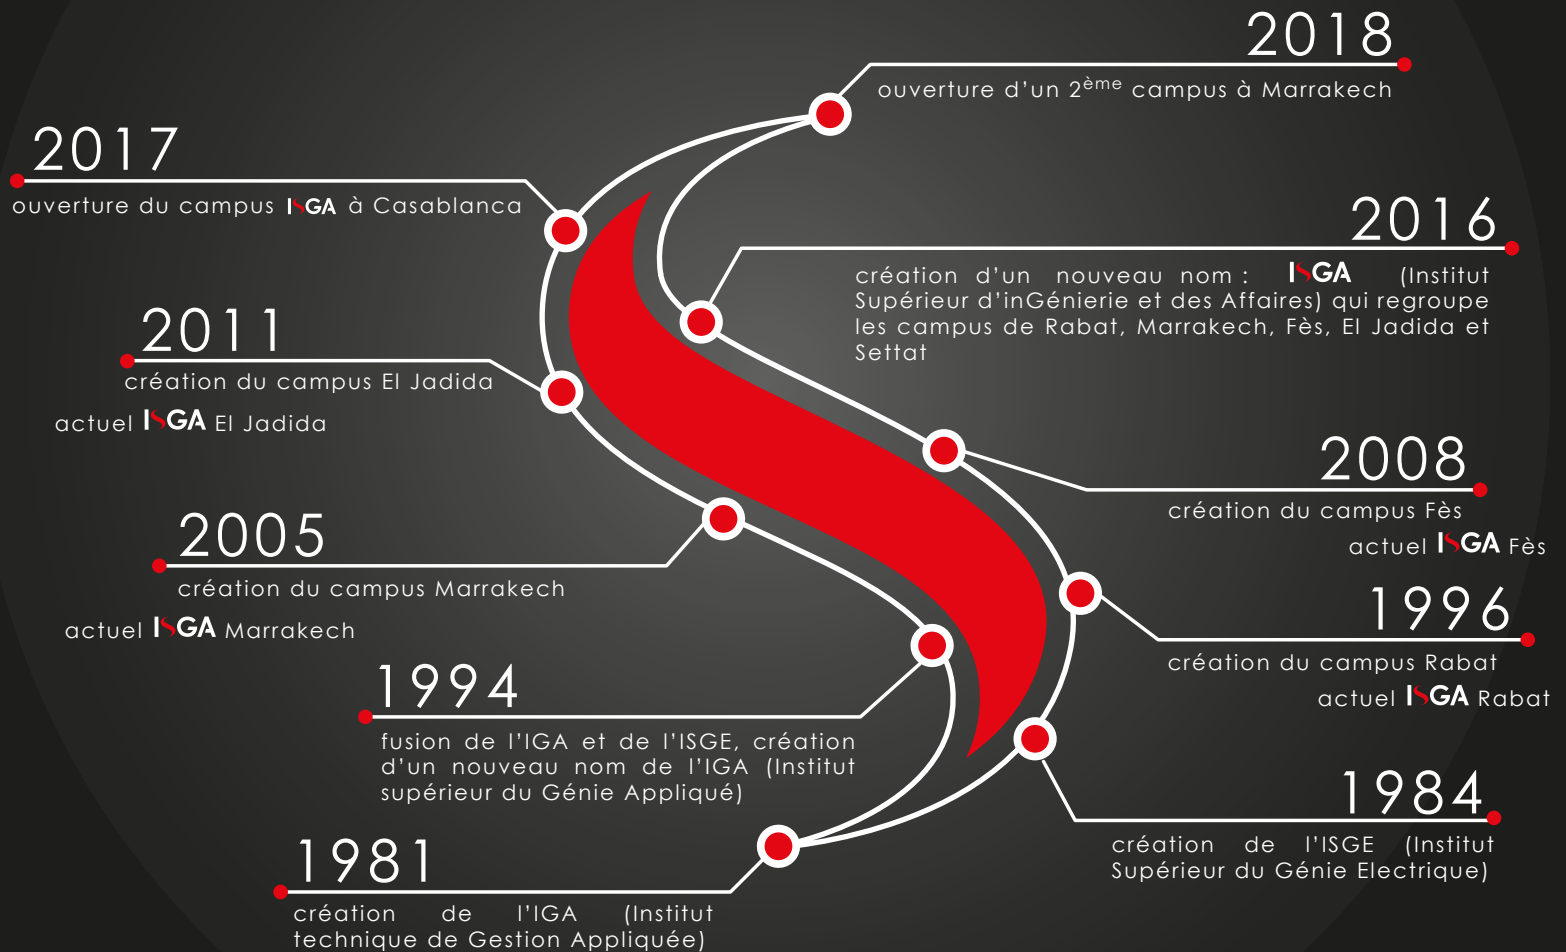 2018
ouverture d'un 2ème campus à Marrakech
2017
ouverture du campus ISGA à Casablanca
2016
création d'un nouveau nom : ISGA (Institut
Supérieur d'inGénierie et des Affaires) qui regroupe
les campus de Rabat, Marrakech, Fès, El Jadida et
Settat
2011
création du campus El Jadida
actuel ISGA El Jadida
2008
création du campus Fès
actuel ISGA Fès
2005
création du campus Marrakech
actuel ISGA Marrakech
1996
création du campus Rabat
actuel ISGA Rabat
1994
fusion de l'IGA et de l'ISGE, création
d'un nouveau nom de l'IGA (Institut
supérieur du Génie Appliqué)
1984
création de l'ISGE (Institut
Supérieur du Génie Electrique)
1981
création de l'IGA (Institut
technique de Gestion Appliquée)